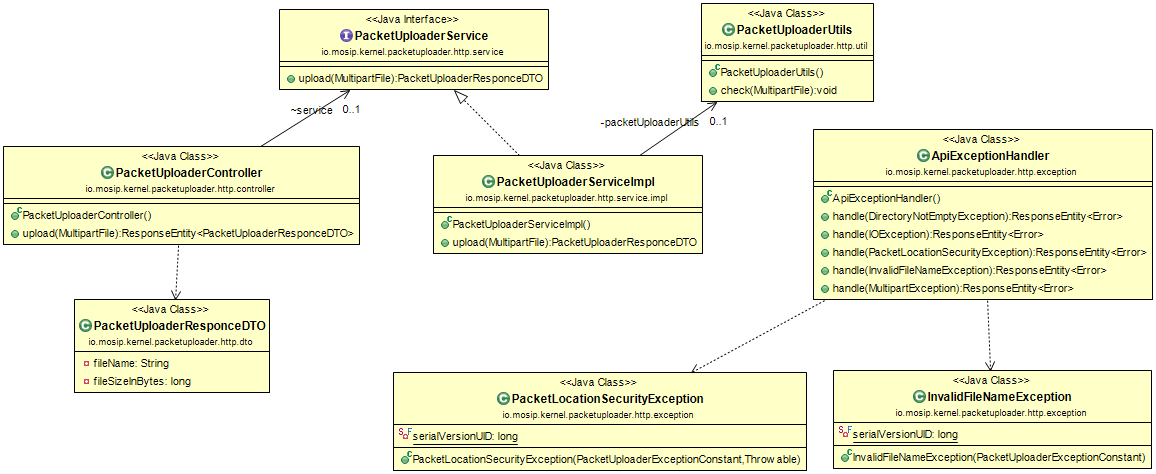 <<Java Interface>>
PacketUploaderService
io.mosip.kernel.packetuploader.http.service
upload(MultipartFile):PacketUploaderResponceDTO
<<Java Class>>
PacketUploaderUtils
io.mosip.kernel.packetuploader.http.util
PacketUploaderUtils()
check(MultipartFile):void
~service 0..1
-packetUploaderUtils 0..1
<<Java Class>>
PacketUploaderController
io.mosip.kernel.packetuploader.http.controller
PacketUploaderController()
upload(MultipartFile):ResponseEntity<PacketUploaderResponceDTO>
<<Java Class>>
PacketUploaderServiceImpl
io.mosip.kernel.packetuploader.http.service.impl
PacketUploaderServiceImpl()
upload(MultipartFile):PacketUploaderResponceDTO
<<Java Class>>
ApiExceptionHandler
io.mosip.kernel.packetuploader.http.exception
ApiExceptionHandler()
handle(DirectoryNotEmptyException):ResponseEntity<Error>
handle(IOException):ResponseEntity<Error>
handle(PacketLocationSecurityException):ResponseEntity<Error>
handle(InvalidFileNameException):ResponseEntity<Error>
handle(MultipartException):ResponseEntity<Error>
<<Java Class>>
PacketUploaderResponceDTO
io.mosip.kernel.packetuploader.http.dto
fileName: String
fileSizeInBytes: long
<<Java Class>>
PacketLocationSecurityException
io.mosip.kernel.packetuploader.http.exception
serialVersionUID: long
PacketLocationSecurityException(PacketUploaderExceptionConstant,Throwable)
<<Java Class>>
InvalidFileNameException
io.mosip.kernel.packetuploader.http.exception
serialVersionUID: long
InvalidFileNameException(PacketUploaderExceptionConstant)